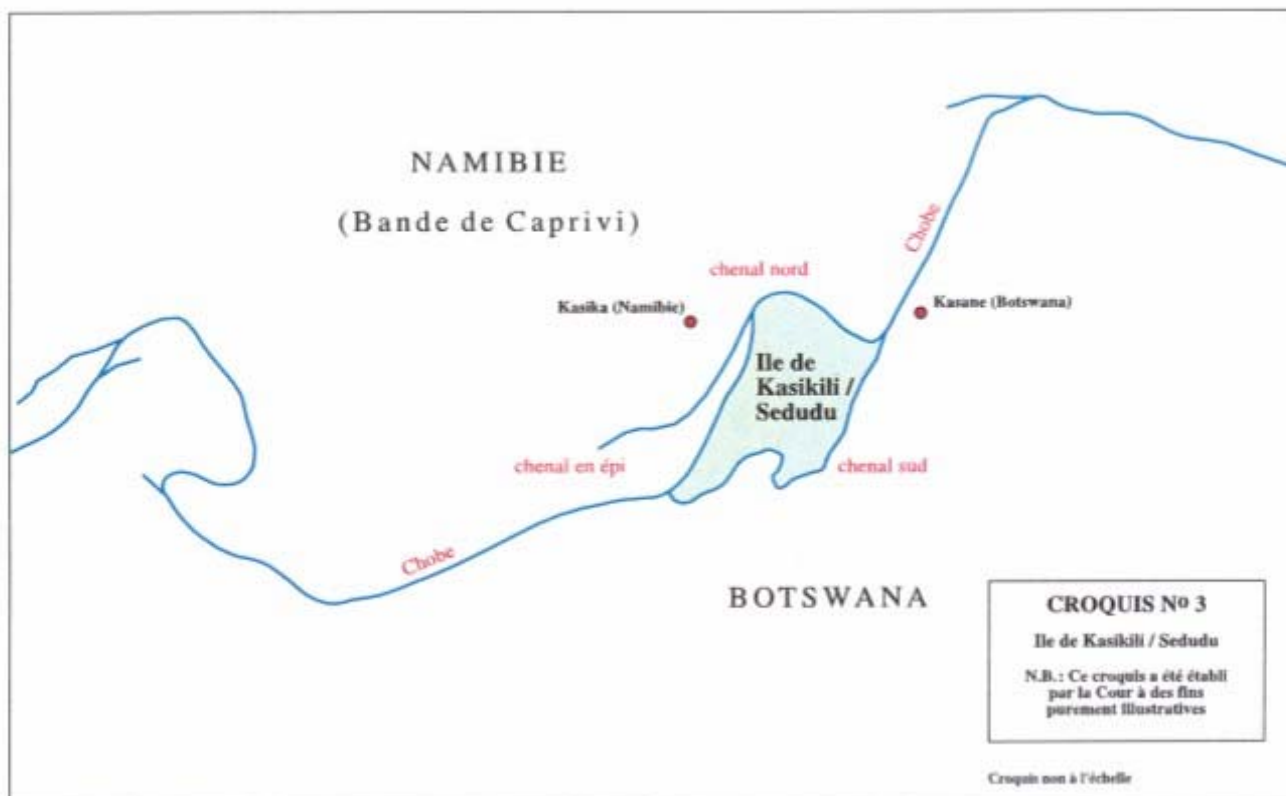 NAMIBIE
(Bande de Caprivi)
Chobe
chenal nord
Kasika (Namibie)
Kasane (Botswana)
Ile de
Kasikili /
Sedudu
chenal en épi
chenal sud
Chobe
BOTSWANA
CROQUIS Nº 3
Ile de Kasikili / Sedudu
N.B. : Ce croquis a été établi
par la Cour à des fins
purement illustratives
Croquis non à l'échelle